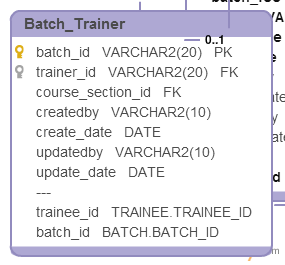 Batch_Trainer
0..1
batch_id VARCHAR2(20) PK
trainer_id VARCHAR2(20) FK
course_section_id FK
createdby VARCHAR2(10)
create_date DATE
updatedby VARCHAR2(10)
update_date DATE
---
trainee_id TRAINEE.TRAINEE_ID
batch_id BATCH.BATCH_ID